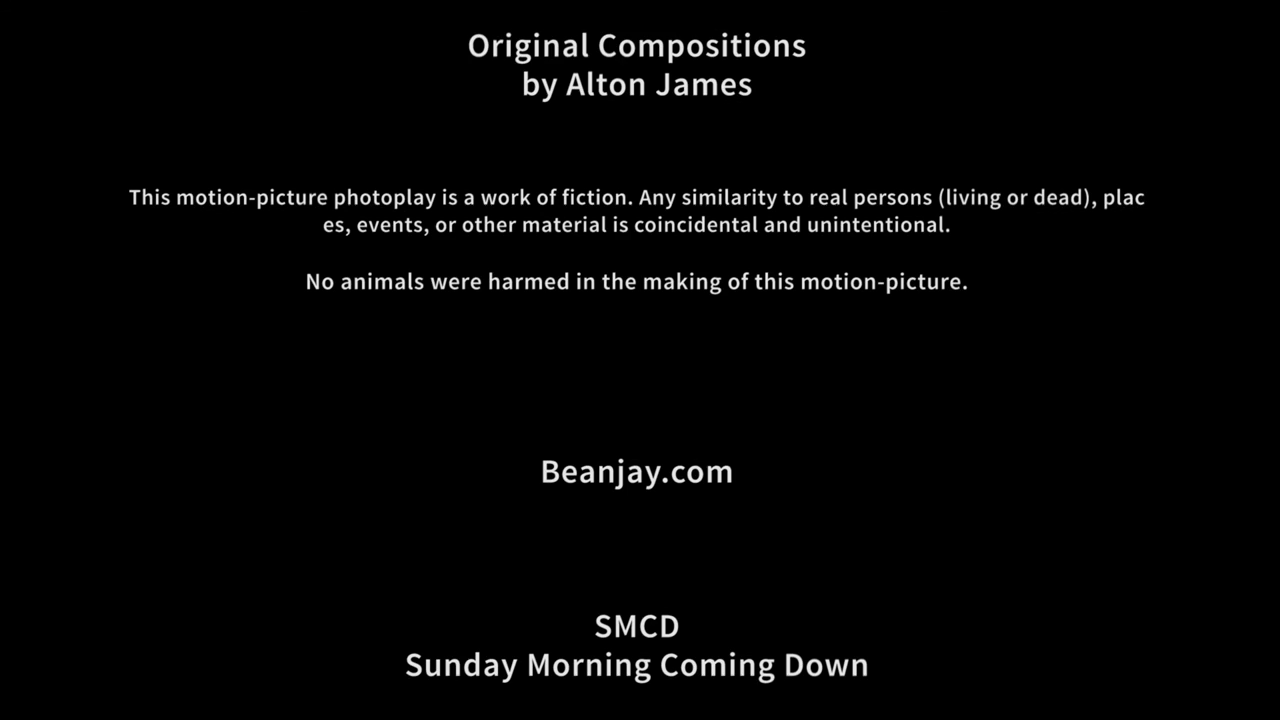 Original Compositions
by Alton James
This motion-picture photoplay is a work of fiction. Any similarity to real persons (living or dead), plac
es, events, or other material is coincidental and unintentional.
No animals were harmed in the making of this motion-picture.
Beanjay.com
SMCD
Sunday Morning Coming Down